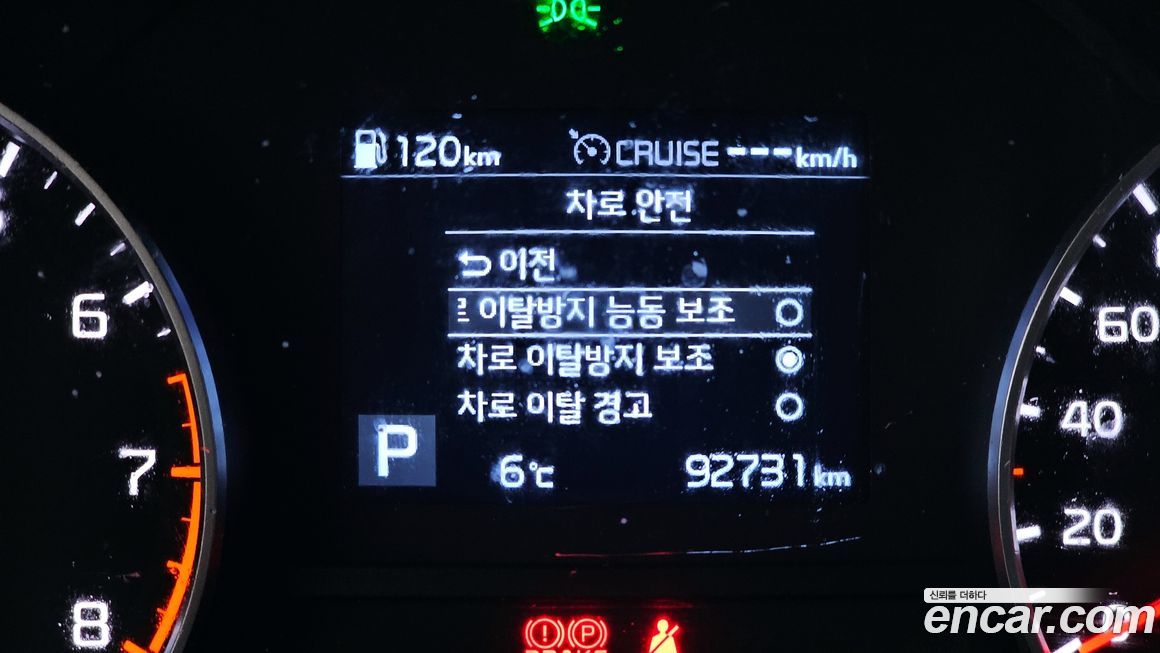 120km CRUISE ---km/h
차로 안전
이전
이탈방지 능동 보조
차로 이탈방지 보조
차로 이탈 경고
P
6℃ 92731km
6
7
8
60
40
20
BRAKE
신뢰를 더하다
encar.com